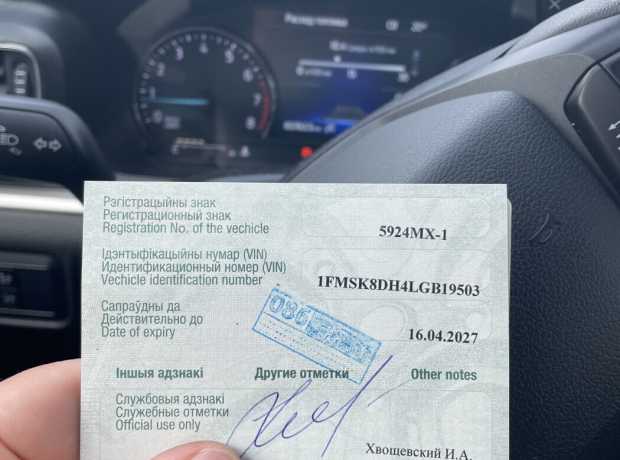 Расход топлива
Рэгістрацыйны знак
Регистрационный знак
Registration No. of the vechicle
5924MX-1
Ідэнтыфікацыйны нумар (VIN)
Идентификационный номер (VIN)
Vechicle identification number
1FMSK8DH4LGB19503
Сапраўдны да
Действительно до
Date of expiry
16.04.2027
Іншыя адзнакі Другие отметки Other notes
Службовыя адзнакі
Служебные отметки
Official use only
Хвощевский И.А.